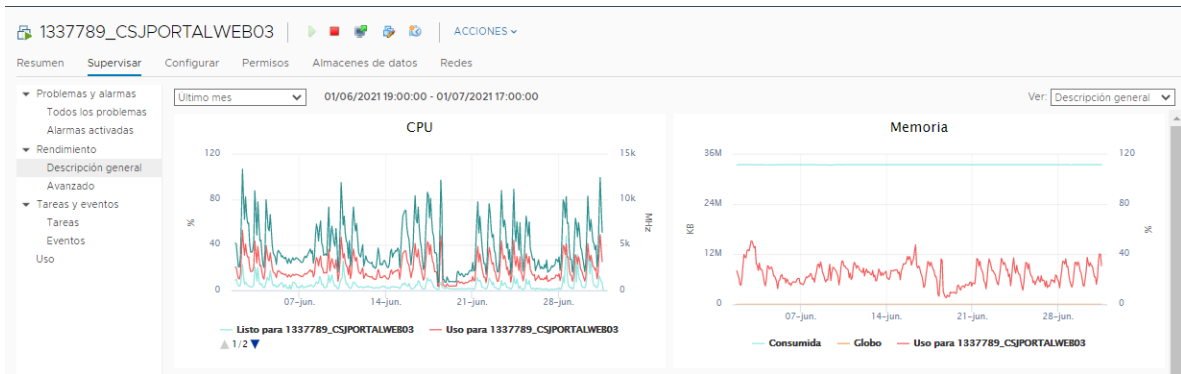 1337789_CSJPORTALWEB03 ACCIONES
Resumen Supervisar Configurar Permisos Almacenes de datos Redes
Problemas y alarmas
Todos los problemas
Alarmas activadas
Rendimiento
Descripción general
Avanzado
Tareas y eventos
Tareas
Eventos
Uso
Último mes 01/06/2021 19:00:00 - 01/07/2021 17:00:00 Ver: Descripción general
CPU
120 15k
80 10k
40 5k
0 0
% MHz
07-jun. 14-jun. 21-jun. 28-jun.
Listo para 1337789_CSJPORTALWEB03 Uso para 1337789_CSJPORTALWEB03
1/2
Memoria
36M 120
24M 80
12M 40
0 0
KB %
07-jun. 14-jun. 21-jun. 28-jun.
Consumida Globo Uso para 1337789_CSJPORTALWEB03